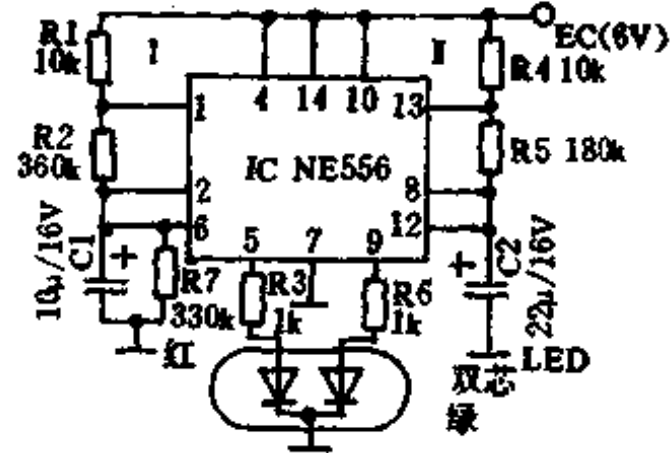 R1
10k
I
II
EC(6V)
R4 10k
4 14 10
1
13
R2
360k
IC NE556
R5 180k
2
8
6
12
5 7 9
10μ/16V
C1
+
R7
330k
R3
1k
R6
1k
+
C2
22μ/16V
红
LED
双芯
绿